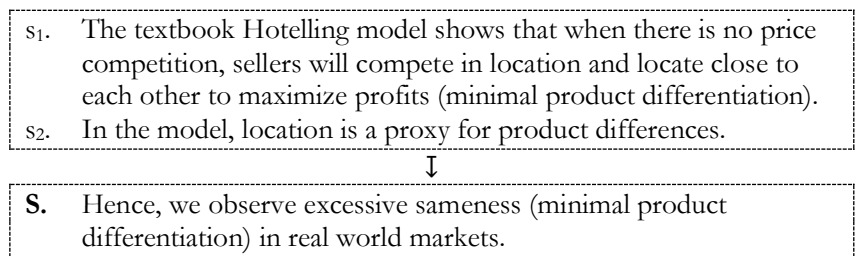 s₁. The textbook Hotelling model shows that when there is no price
competition, sellers will compete in location and locate close to
each other to maximize profits (minimal product differentiation).
s₂. In the model, location is a proxy for product differences.
↧
S. Hence, we observe excessive sameness (minimal product
differentiation) in real world markets.